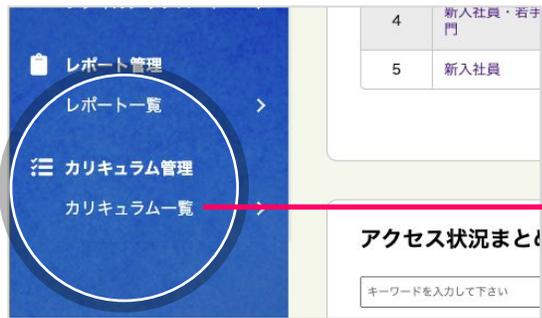 レポート管理
レポート一覧
カリキュラム管理
カリキュラム一覧
4
新入社員・若手
門
5
新入社員
アクセス状況まと
キーワードを入力して下さい